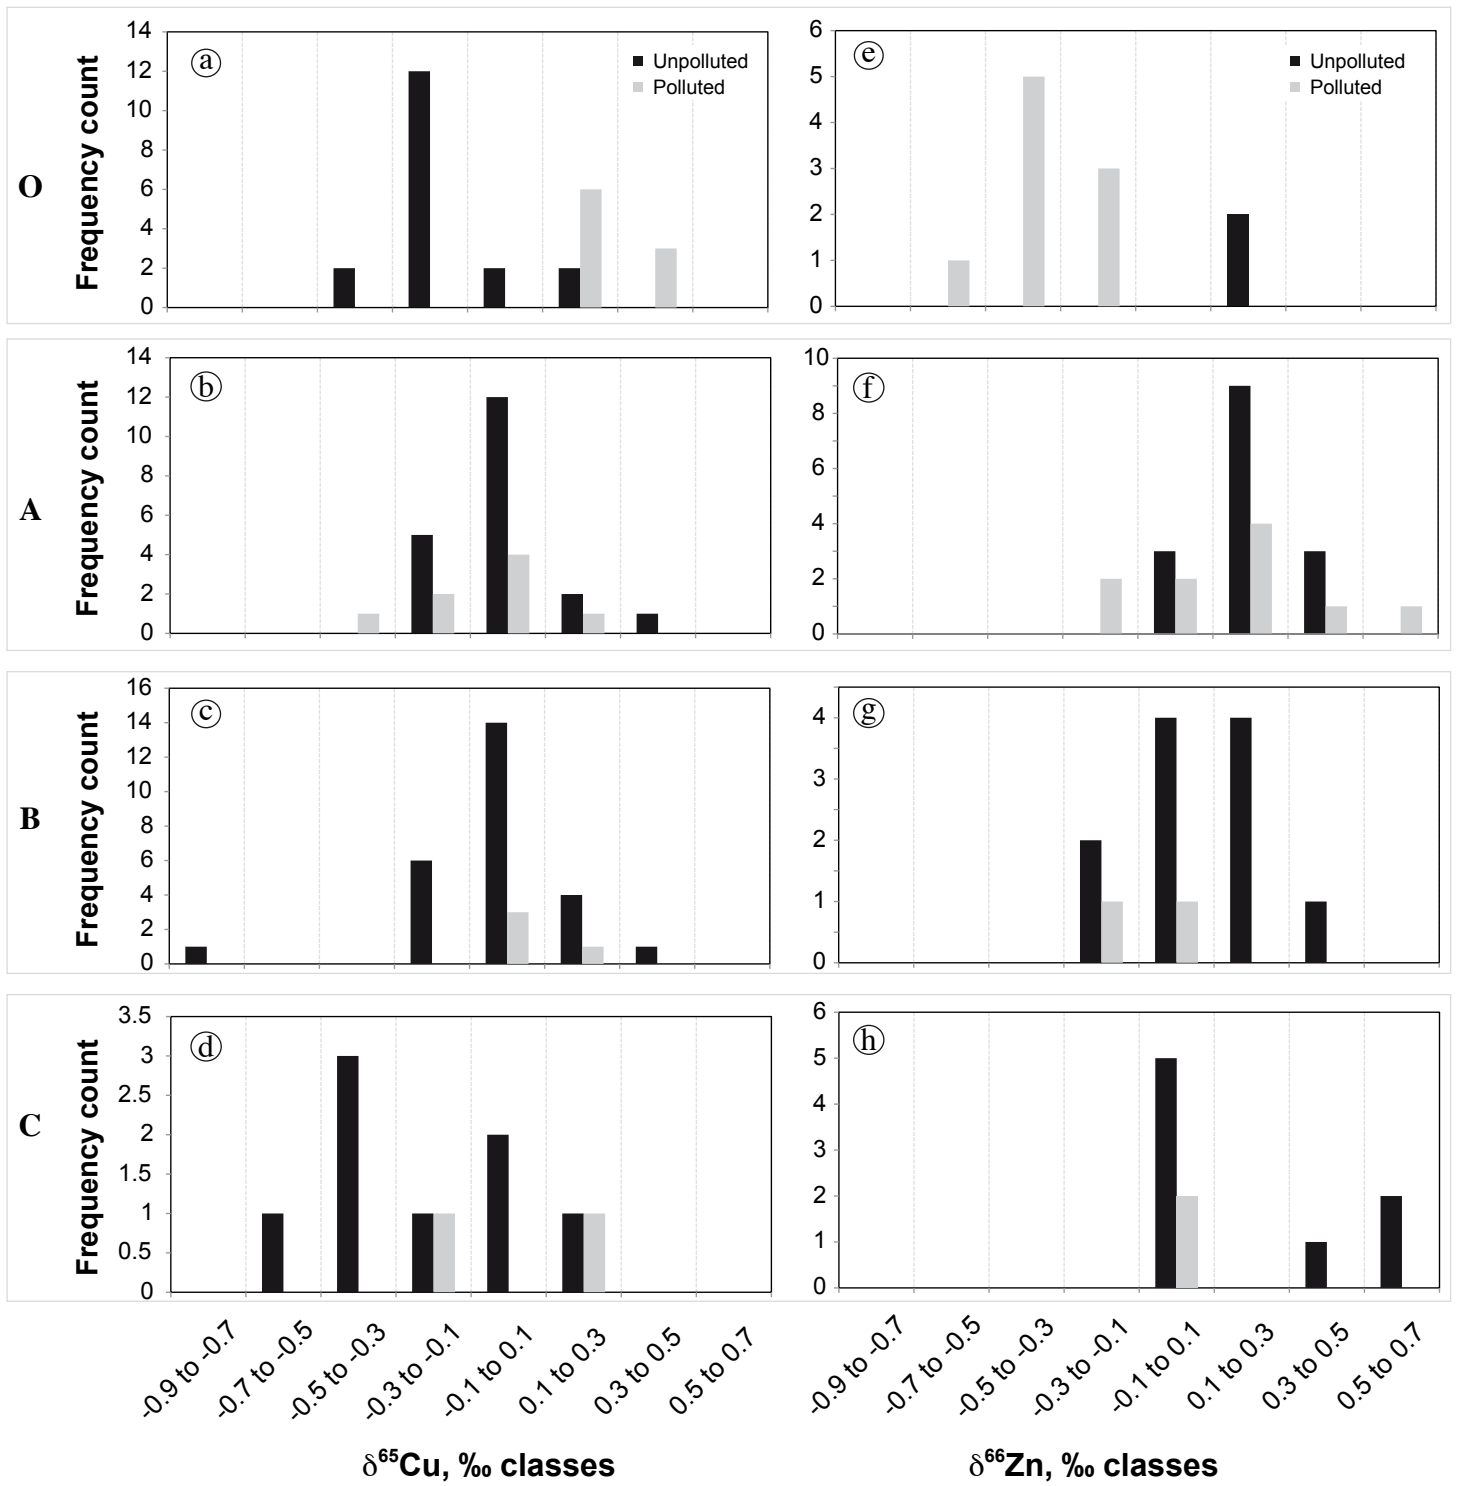 O
Frequency count
14
12
10
8
6
4
2
0
a
Unpolluted
Polluted
6
5
4
3
2
1
0
e
Unpolluted
Polluted
A
Frequency count
14
12
10
8
6
4
2
0
b
10
8
6
4
2
0
f
B
Frequency count
16
14
12
10
8
6
4
2
0
c
4
3
2
1
0
g
C
Frequency count
3.5
3
2.5
2
1.5
1
0.5
0
d
6
5
4
3
2
1
0
h
-0.9 to -0.7
-0.7 to -0.5
-0.5 to -0.3
-0.3 to -0.1
-0.1 to 0.1
0.1 to 0.3
0.3 to 0.5
0.5 to 0.7
δ⁶⁵Cu, ‰ classes
-0.9 to -0.7
-0.7 to -0.5
-0.5 to -0.3
-0.3 to -0.1
-0.1 to 0.1
0.1 to 0.3
0.3 to 0.5
0.5 to 0.7
δ⁶⁶Zn, ‰ classes